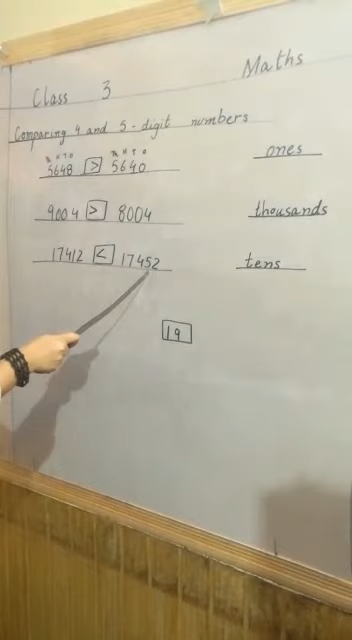 Maths
Class 3
Comparing 4 and 5-digit numbers
Th H T O Th H T O
5648 > 5640 ones
9004 > 8004 thousands
17412 < 17452 tens
19